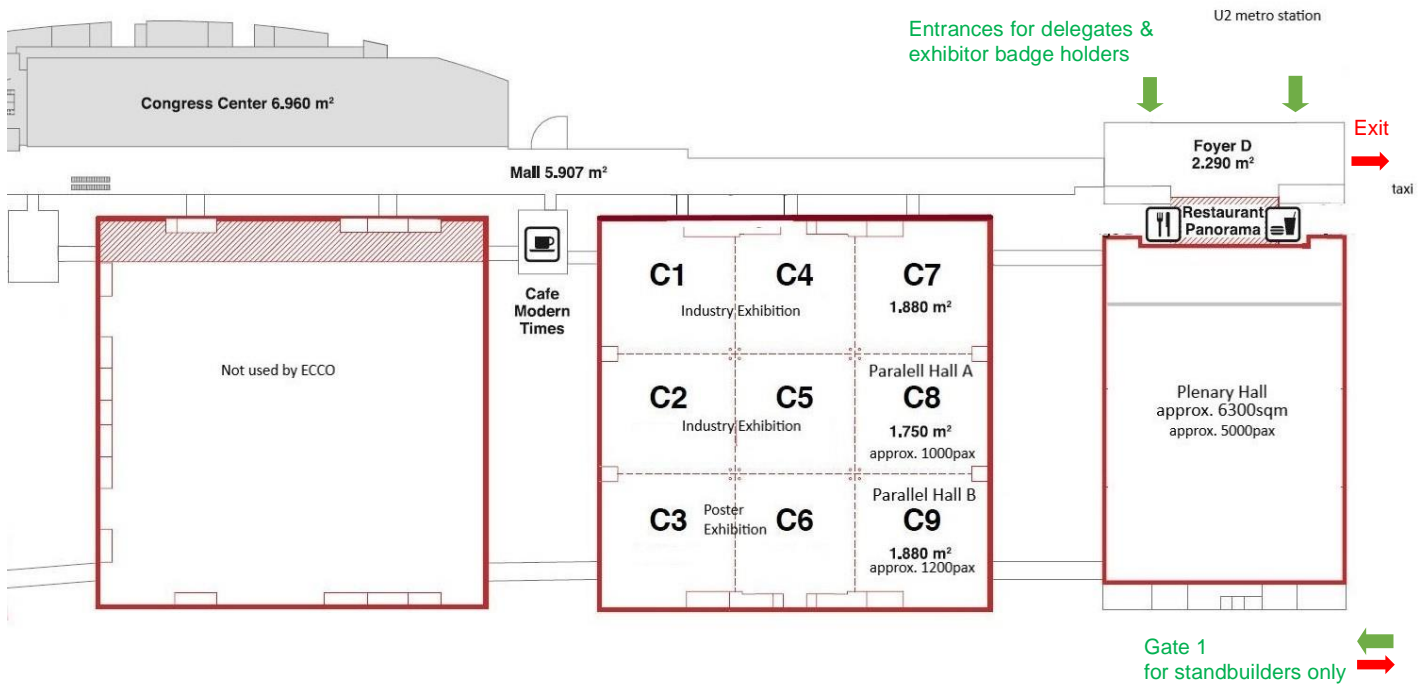 U2 metro station
Entrances for delegates &
exhibitor badge holders
Congress Center 6.960 m²
Exit
Foyer D
2.290 m²
Mall 5.907 m²
taxi
Restaurant
Panorama
C1
C4
C7
Industry Exhibition
1.880 m²
Cafe
Modern
Times
Not used by ECCO
Paralell Hall A
C2
C5
C8
Industry Exhibition
1.750 m²
approx. 1000pax
Plenary Hall
approx. 6300sqm
approx. 5000pax
Parallel Hall B
C3
Poster
Exhibition
C6
C9
1.880 m²
approx. 1200pax
Gate 1
for standbuilders only